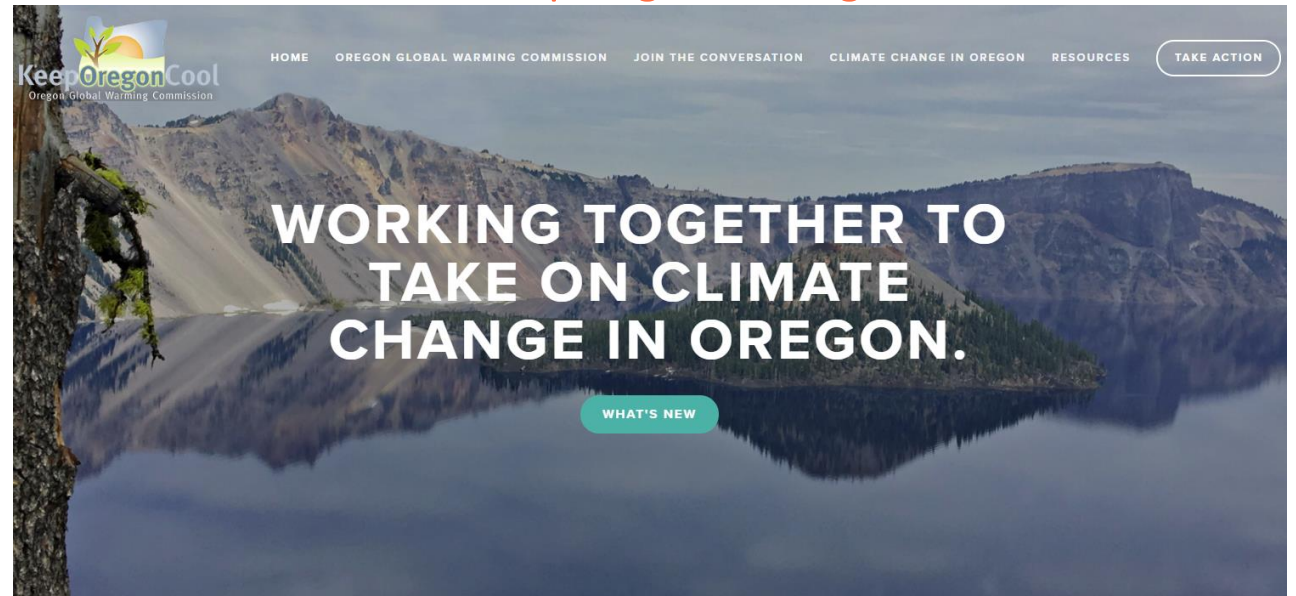 KeepOregonCool
Oregon Global Warming Commission
HOME
OREGON GLOBAL WARMING COMMISSION
JOIN THE CONVERSATION
CLIMATE CHANGE IN OREGON
RESOURCES
TAKE ACTION
WORKING TOGETHER TO
TAKE ON CLIMATE
CHANGE IN OREGON.
WHAT'S NEW